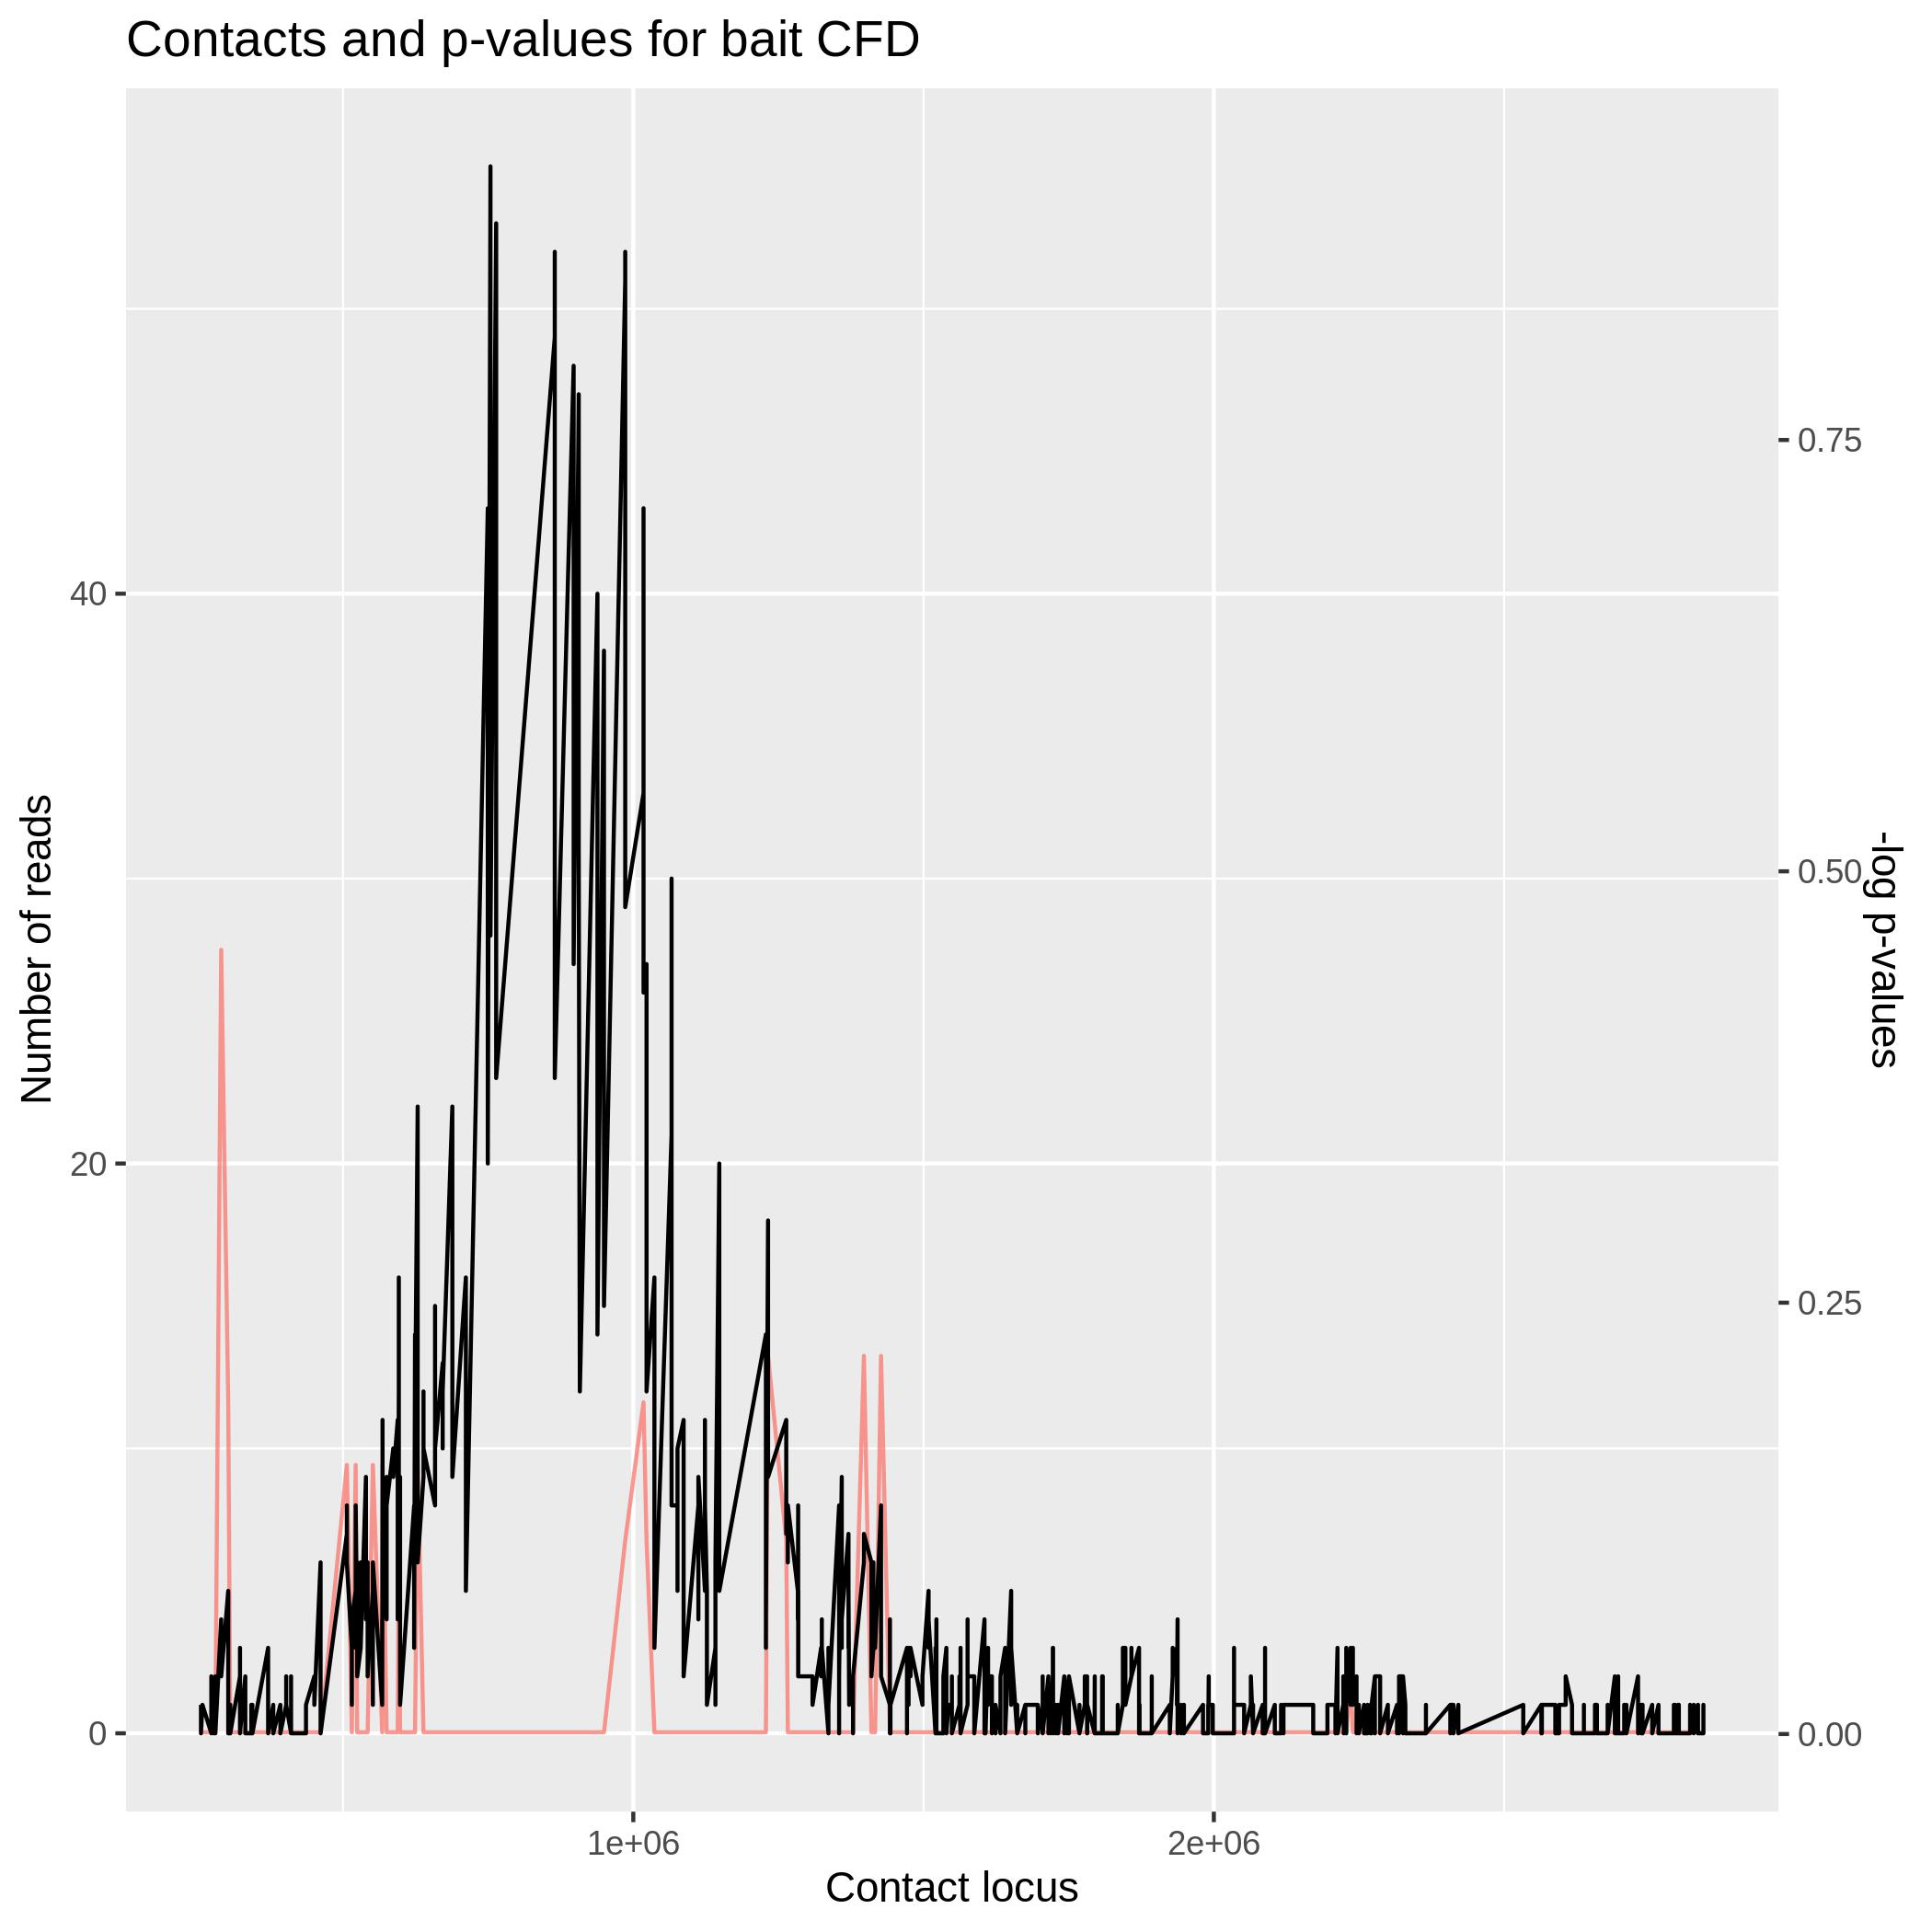 Contacts and p-values for bait CFD
Number of reads
40
20
0
0.75
0.50
0.25
0.00
-log p-values
1e+06
2e+06
Contact locus